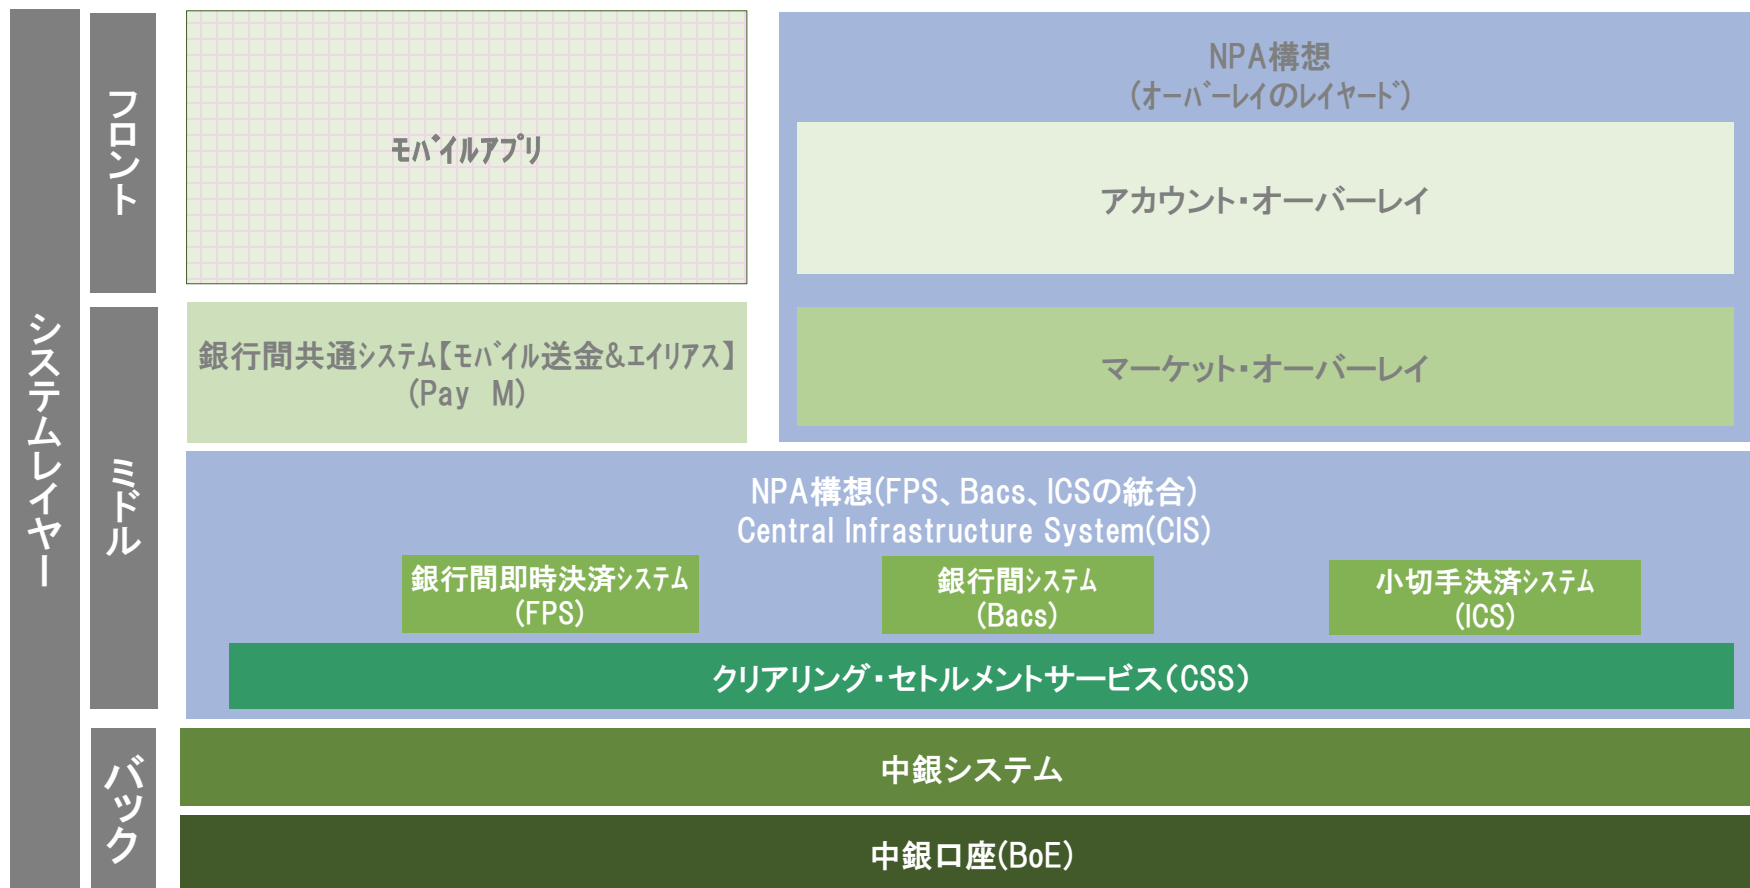 システムレイヤー
フロント
ﾓﾊﾞｲﾙｱﾌﾟﾘ
NPA構想
(ｵｰﾊﾞｰﾚｲのﾚｲﾔｰﾄﾞ)
アカウント・オーバーレイ
ミドル
銀行間共通ｼｽﾃﾑ【ﾓﾊﾞｲﾙ送金&ｴｲﾘｱｽ】
(Pay　M)
マーケット・オーバーレイ
NPA構想(FPS、Bacs、ICSの統合)
Central Infrastructure System(CIS)
銀行間即時決済ｼｽﾃﾑ
(FPS)
銀行間ｼｽﾃﾑ
(Bacs)
小切手決済ｼｽﾃﾑ
(ICS)
クリアリング・セトルメントサービス(CSS)
バック
中銀システム
中銀口座(BoE)